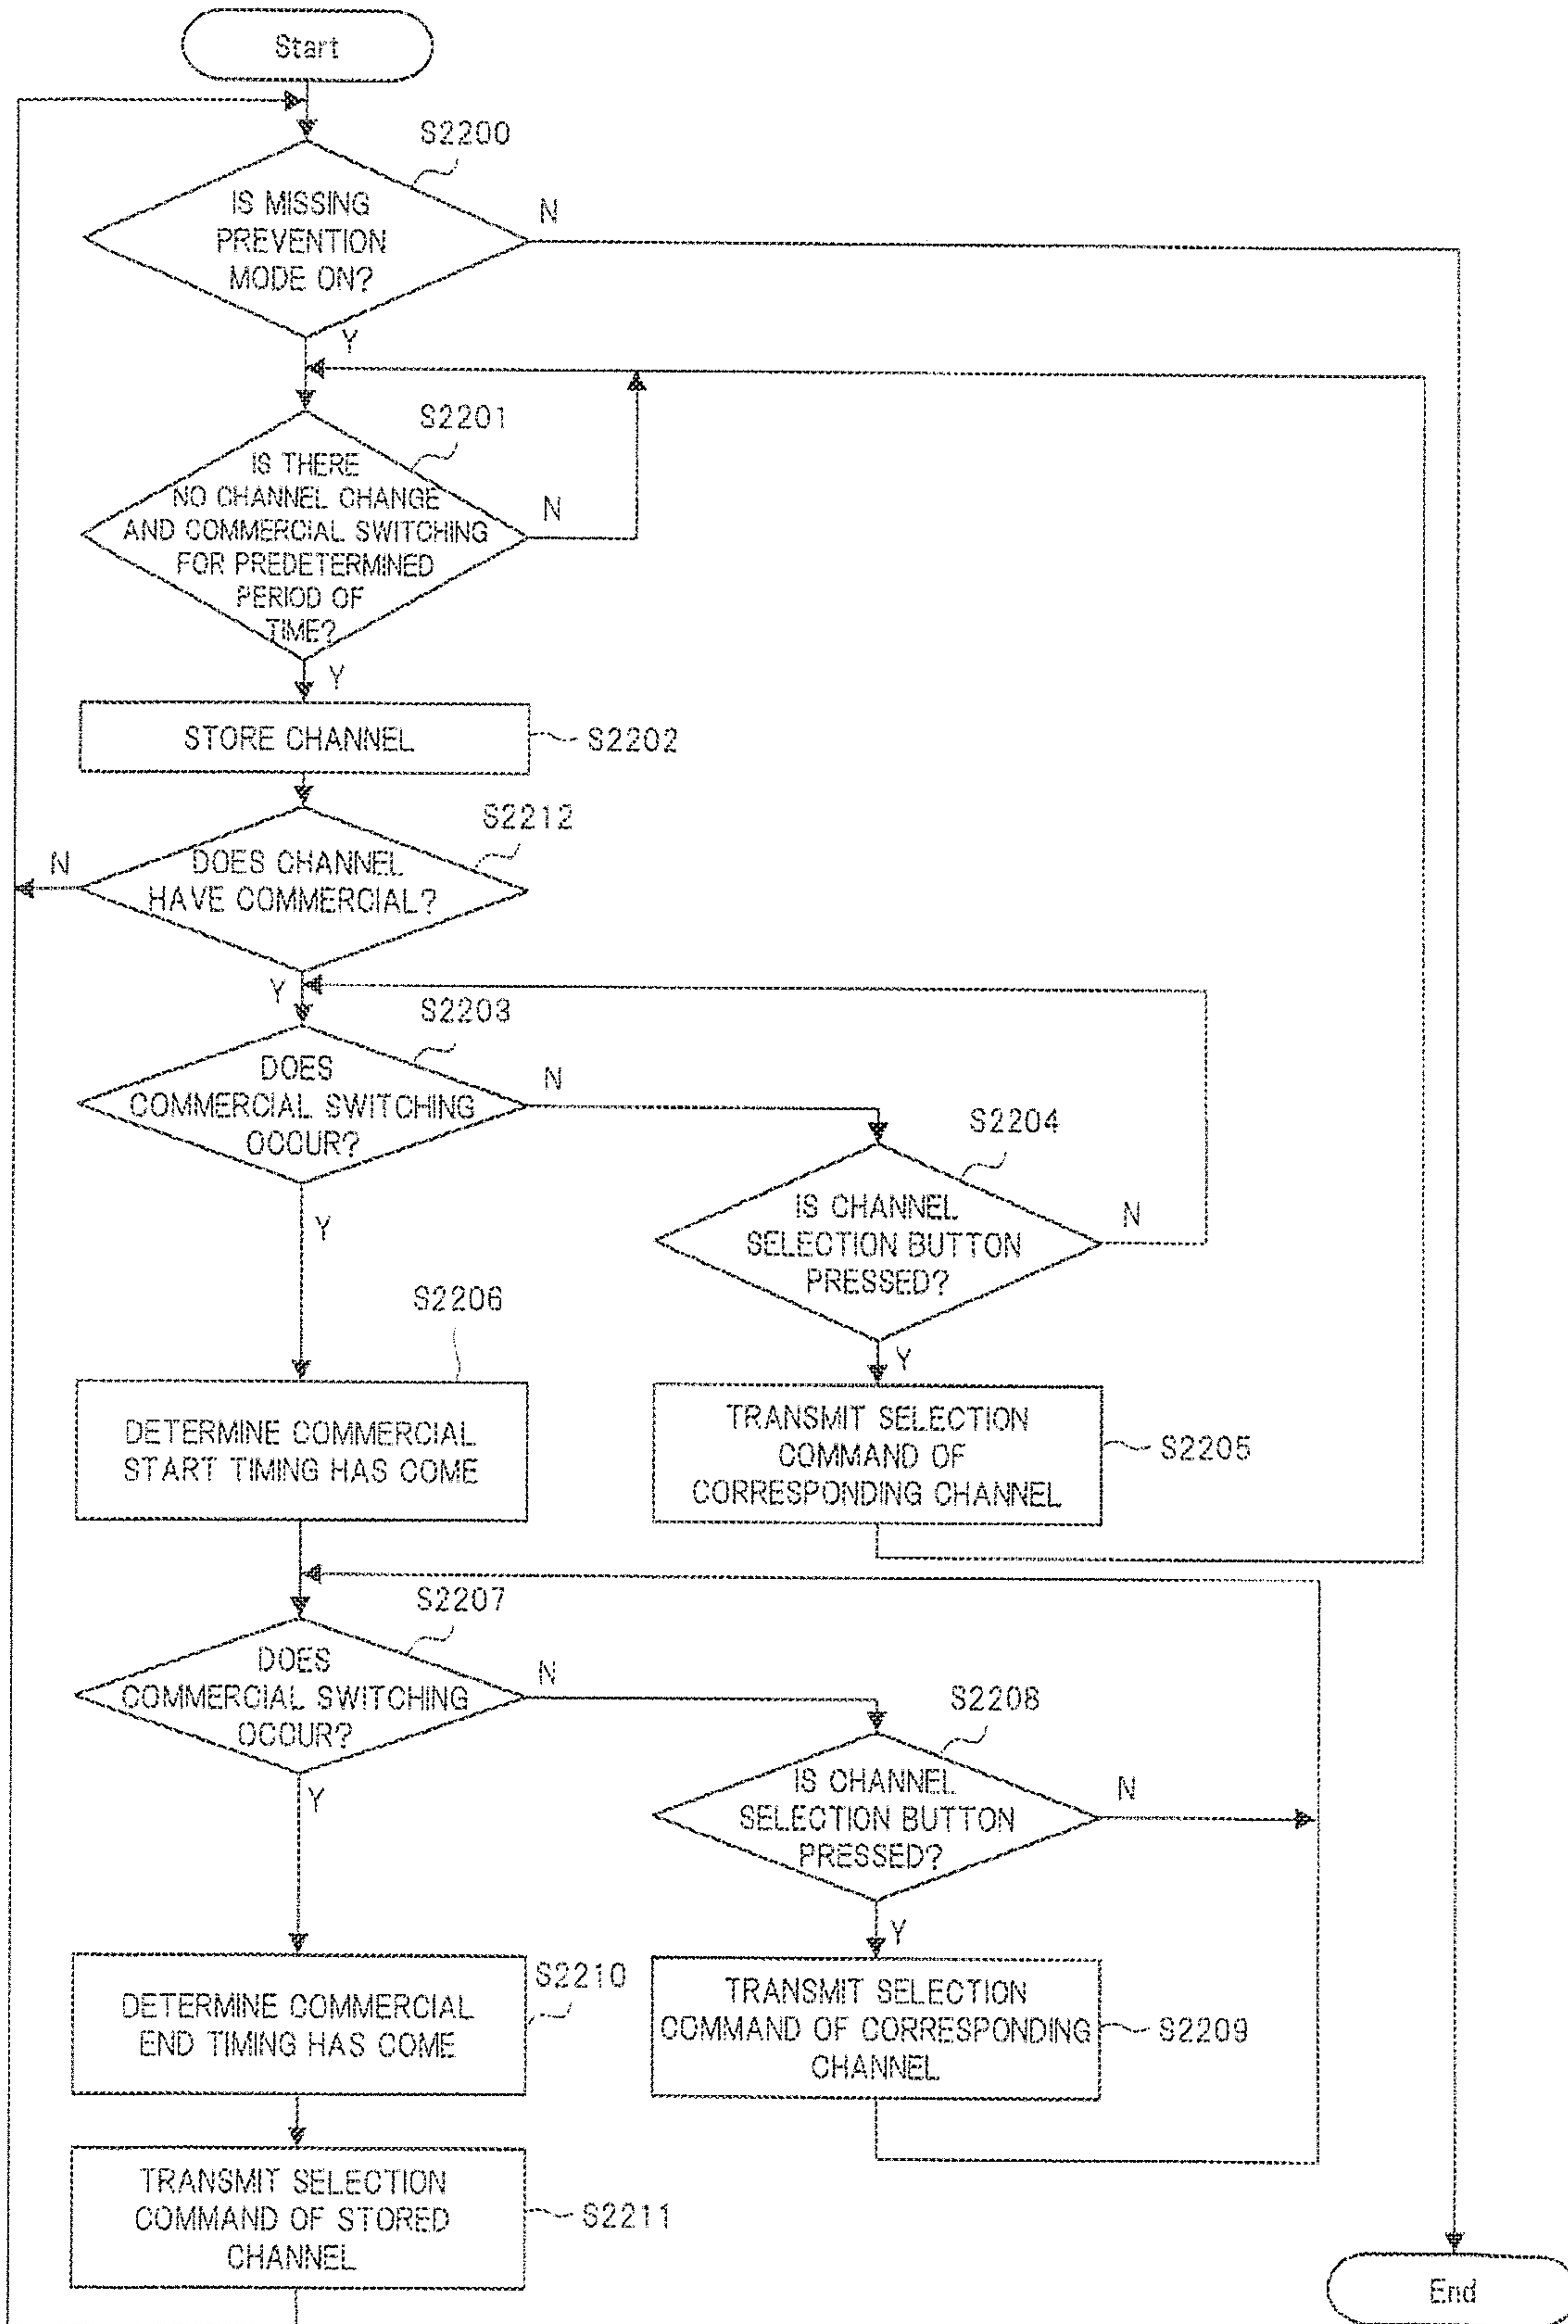 Start
S2200
IS MISSING
PREVENTION
MODE ON?
N
Y
S2201
IS THERE
NO CHANNEL CHANGE
AND COMMERCIAL SWITCHING
FOR PREDETERMINED
PERIOD OF
TIME?
N
Y
STORE CHANNEL
S2202
S2212
N
DOES CHANNEL
HAVE COMMERCIAL?
Y
S2203
DOES
COMMERCIAL SWITCHING
OCCUR?
N
S2204
Y
IS CHANNEL
SELECTION BUTTON
PRESSED?
N
S2206
Y
DETERMINE COMMERCIAL
START TIMING HAS COME
TRANSMIT SELECTION
COMMAND OF
CORRESPONDING CHANNEL
S2205
S2207
DOES
COMMERCIAL SWITCHING
OCCUR?
N
S2208
Y
IS CHANNEL
SELECTION BUTTON
PRESSED?
N
Y
S2210
DETERMINE COMMERCIAL
END TIMING HAS COME
TRANSMIT SELECTION
COMMAND OF CORRESPONDING
CHANNEL
S2209
TRANSMIT SELECTION
COMMAND OF STORED
CHANNEL
S2211
End